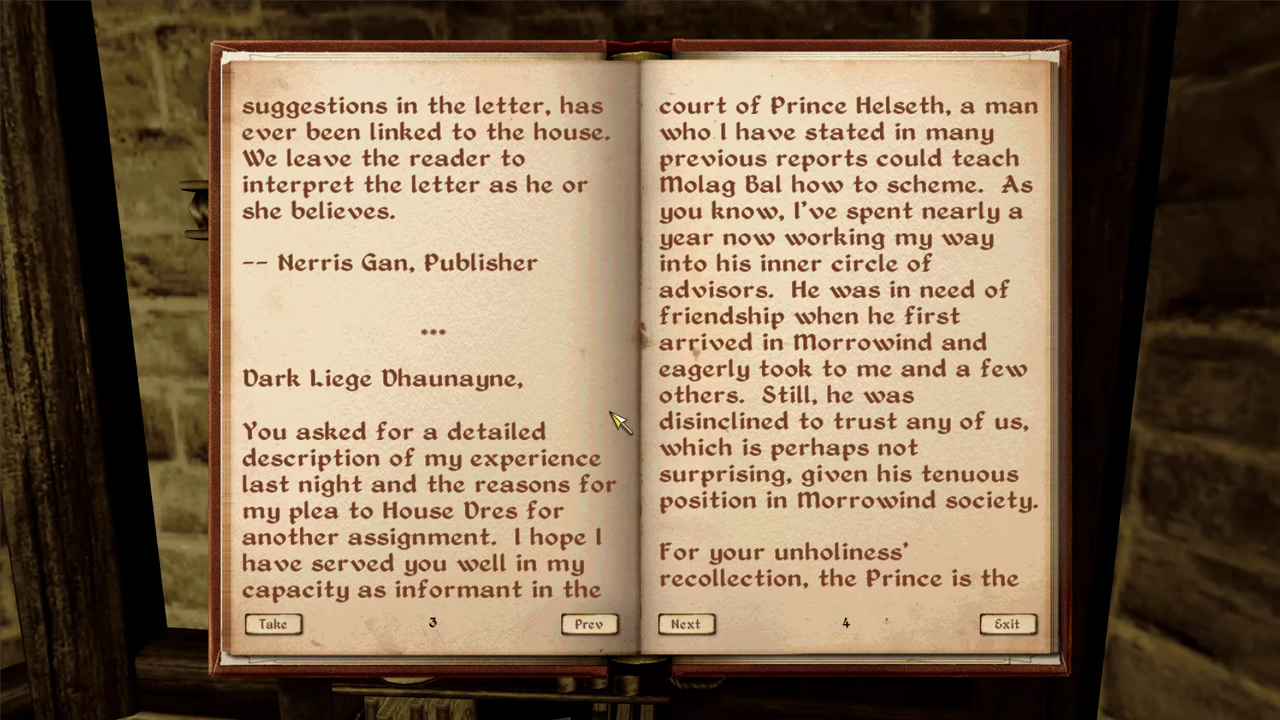 suggestions in the letter, has
ever been linked to the house.
We leave the reader to
interpret the letter as he or
she believes.
-- Nerris Gan, Publisher
***
Dark Liege Dhaunayne,
You asked for a detailed
description of my experience
last night and the reasons for
my plea to House Dres for
another assignment.  I hope I
have served you well in my
capacity as informant in the
Take
3
Prev
court of Prince Helseth, a man
who I have stated in many
previous reports could teach
Molag Bal how to scheme.  As
you know, I've spent nearly a
year now working my way
into his inner circle of
advisors.  He was in need of
friendship when he first
arrived in Morrowind and
eagerly took to me and a few
others.  Still, he was
disinclined to trust any of us,
which is perhaps not
surprising, given his tenuous
position in Morrowind society.
For your unholiness'
recollection, the Prince is the
Next
4
Exit